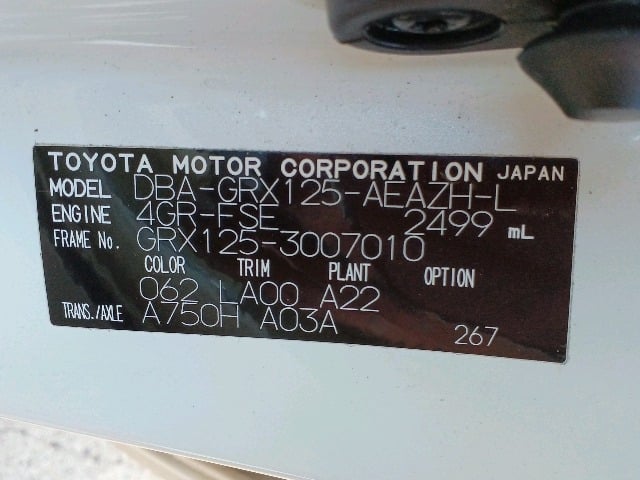 TOYOTA MOTOR CORPORATION JAPAN
MODEL DBA-GRX125-AEAZH-L
ENGINE 4GR-FSE 2499 mL
FRAME No. GRX125-3007010
COLOR TRIM PLANT OPTION
062 LA00 A22
TRANS./AXLE A750H A03A
267